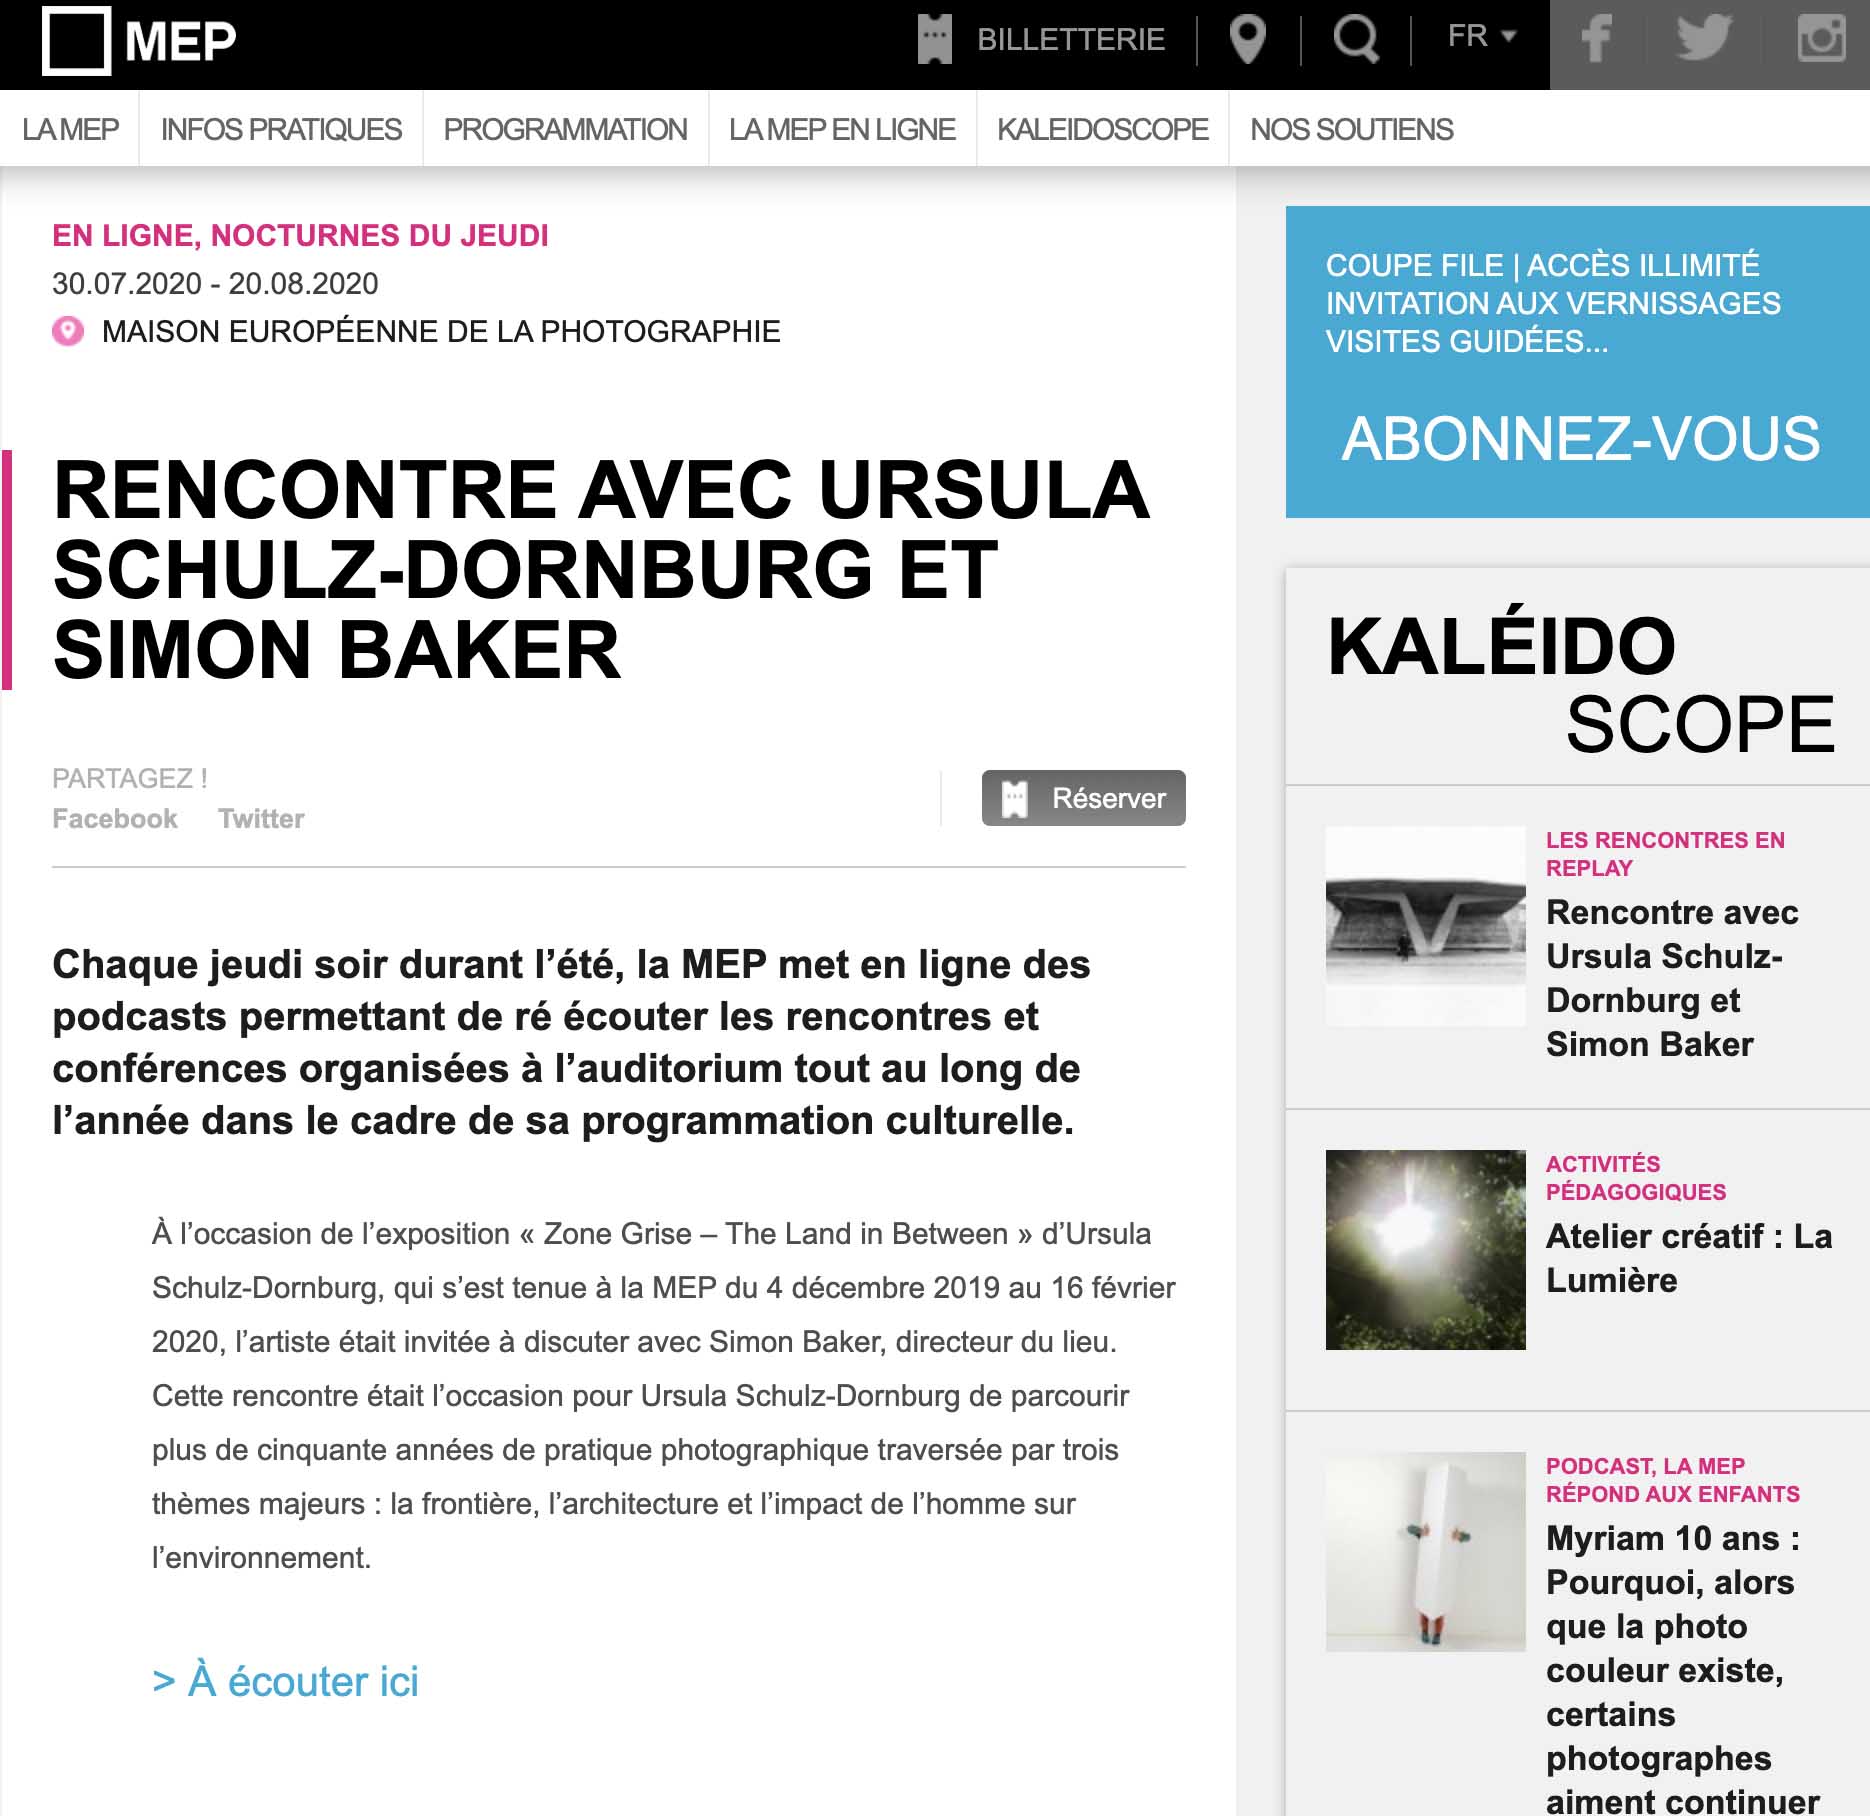 MEP
BILLETTERIE
FR
LA MEP
INFOS PRATIQUES
PROGRAMMATION
LA MEP EN LIGNE
KALEIDOSCOPE
NOS SOUTIENS
EN LIGNE, NOCTURNES DU JEUDI
30.07.2020 - 20.08.2020
MAISON EUROPÉENNE DE LA PHOTOGRAPHIE
RENCONTRE AVEC URSULA
SCHULZ-DORNBURG ET
SIMON BAKER
PARTAGEZ !
Facebook Twitter
Réserver
Chaque jeudi soir durant l’été, la MEP met en ligne des
podcasts permettant de ré écouter les rencontres et
conférences organisées à l’auditorium tout au long de
l’année dans le cadre de sa programmation culturelle.
À l’occasion de l’exposition « Zone Grise – The Land in Between » d’Ursula
Schulz-Dornburg, qui s’est tenue à la MEP du 4 décembre 2019 au 16 février
2020, l’artiste était invitée à discuter avec Simon Baker, directeur du lieu.
Cette rencontre était l’occasion pour Ursula Schulz-Dornburg de parcourir
plus de cinquante années de pratique photographique traversée par trois
thèmes majeurs : la frontière, l’architecture et l’impact de l’homme sur
l’environnement.
> À écouter ici
COUPE FILE | ACCÈS ILLIMITÉ
INVITATION AUX VERNISSAGES
VISITES GUIDÉES...
ABONNEZ-VOUS
KALÉIDO
SCOPE
LES RENCONTRES EN
REPLAY
Rencontre avec
Ursula Schulz-
Dornburg et
Simon Baker
ACTIVITÉS
PÉDAGOGIQUES
Atelier créatif : La
Lumière
PODCAST, LA MEP
RÉPOND AUX ENFANTS
Myriam 10 ans :
Pourquoi, alors
que la photo
couleur existe,
certains
photographes
aiment continuer